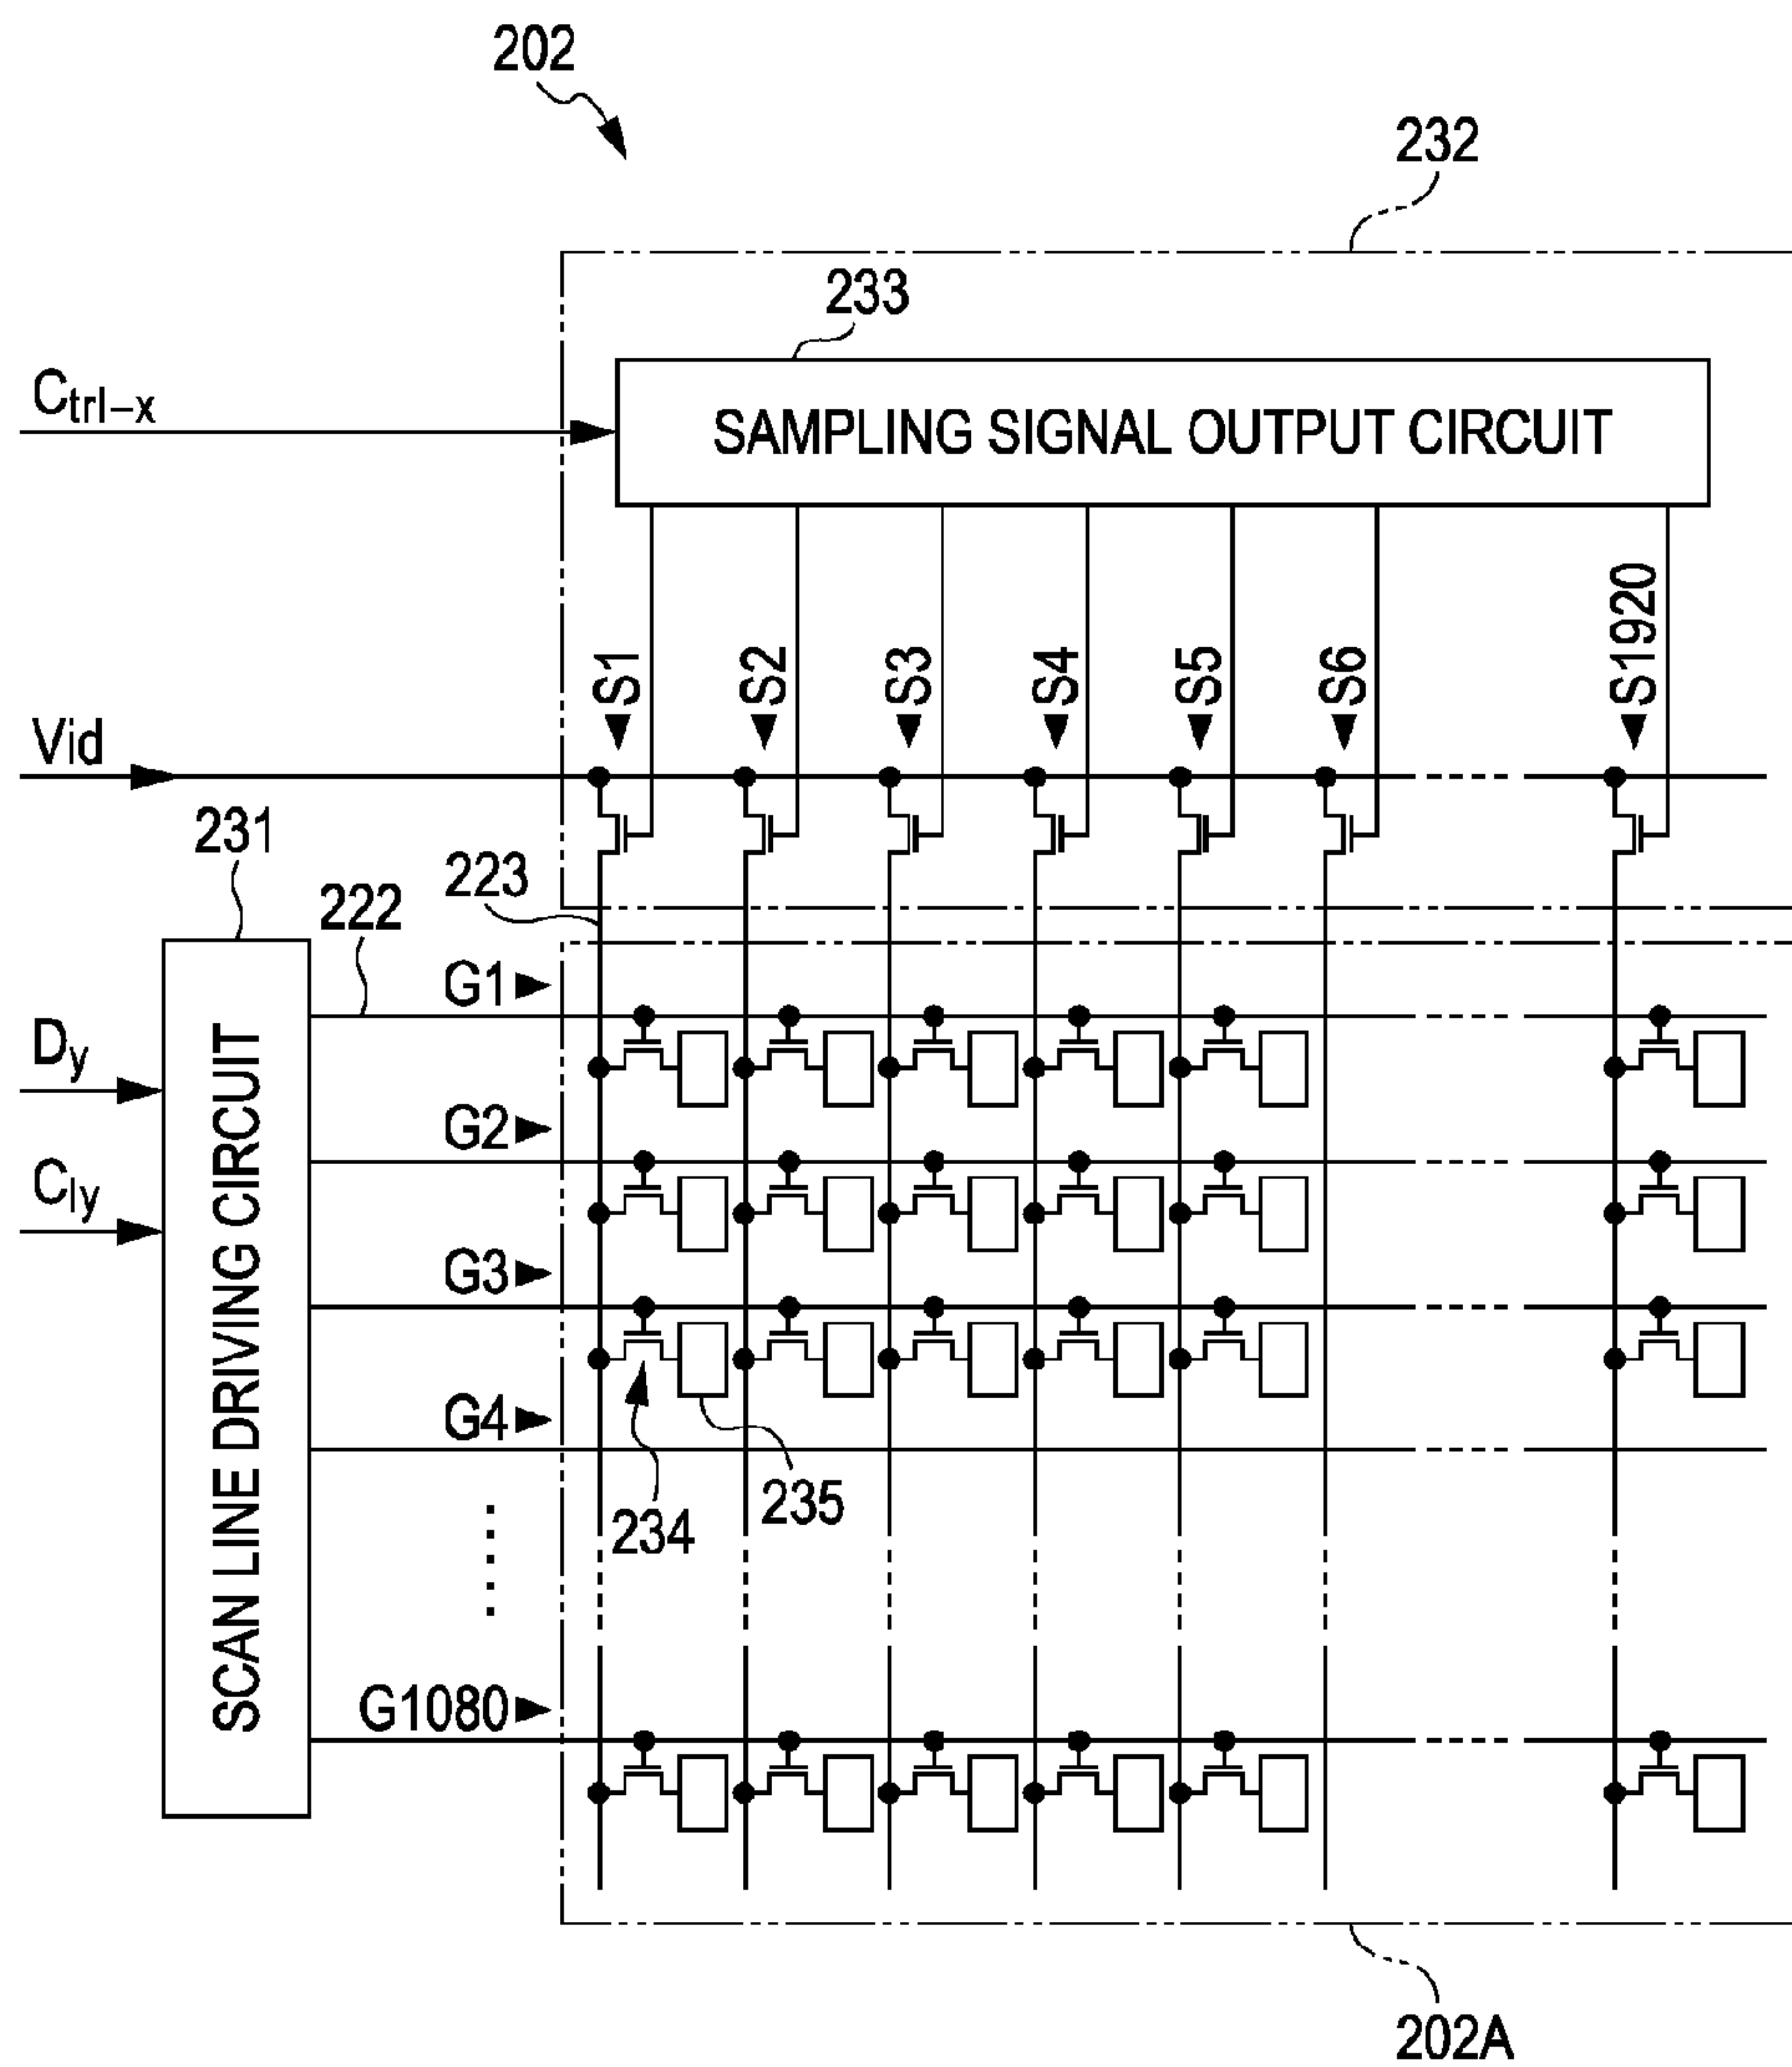 202
232
233
C trl-x
SAMPLING SIGNAL OUTPUT CIRCUIT
S1
S2
S3
S4
S5
S6
S1920
Vid
231
222
223
G1
Dy
G2
Cly
G3
SCAN LINE DRIVING CIRCUIT
G4
234
235
G1080
202A